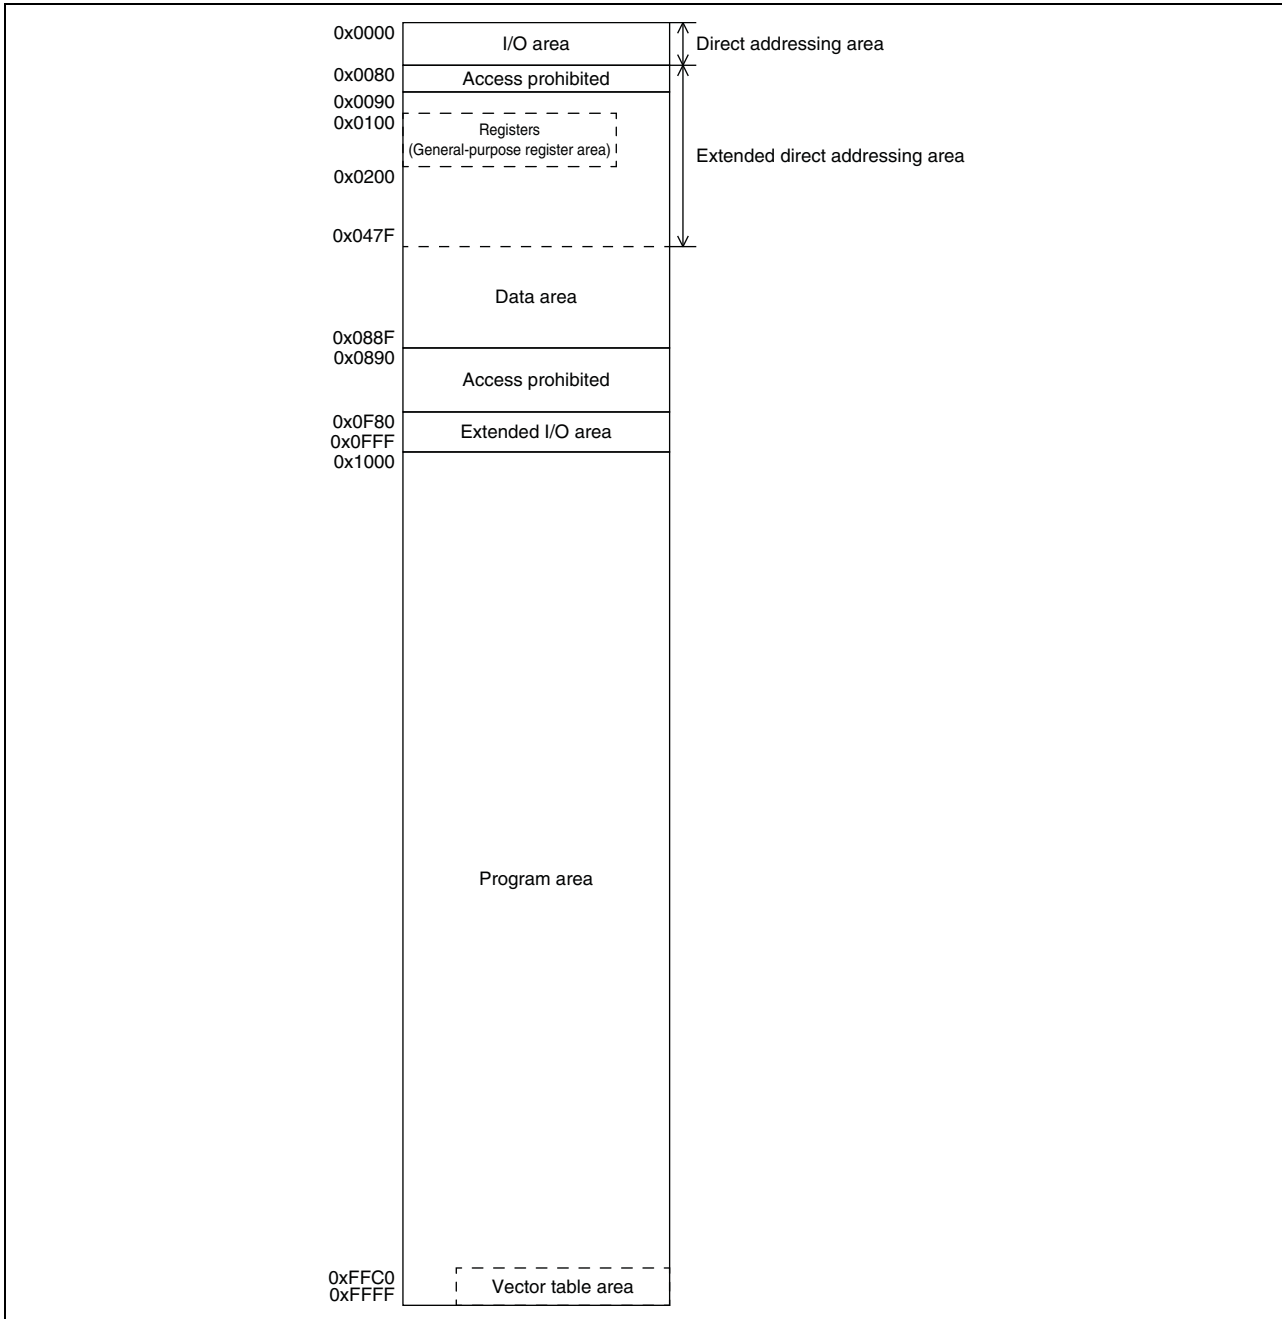 0x0000
I/O area
Direct addressing area
0x0080
Access prohibited
0x0090
0x0100
Registers
(General-purpose register area)
Extended direct addressing area
0x0200
0x047F
Data area
0x088F
0x0890
Access prohibited
0x0F80
Extended I/O area
0x0FFF
0x1000
Program area
0xFFC0
Vector table area
0xFFFF